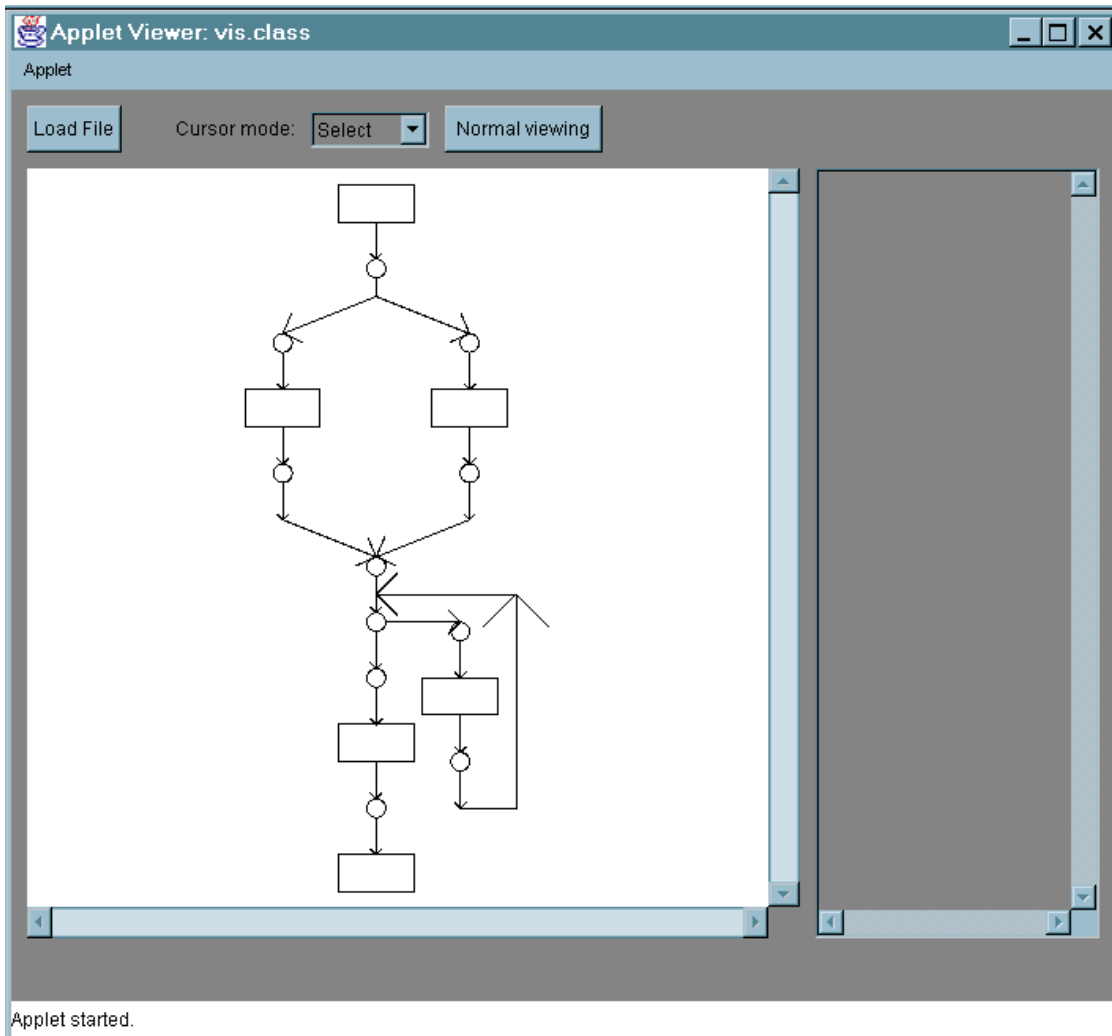 Applet Viewer: vis.class
Applet
Load File
Cursor mode:
Select
Normal viewing
Applet started.